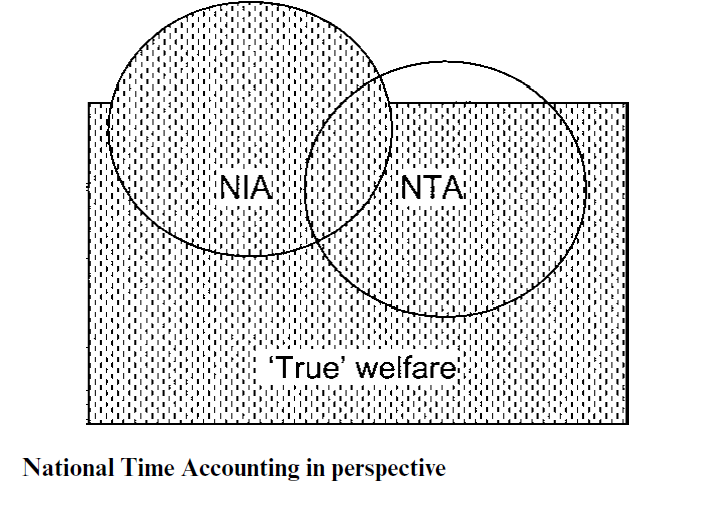 NIA
NTA
‘True’ welfare
National Time Accounting in perspective